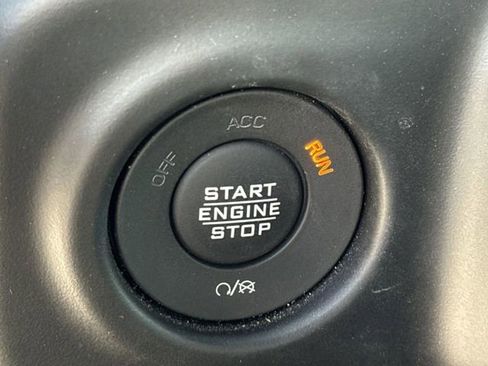 OFF ACC RUN
START
ENGINE
STOP